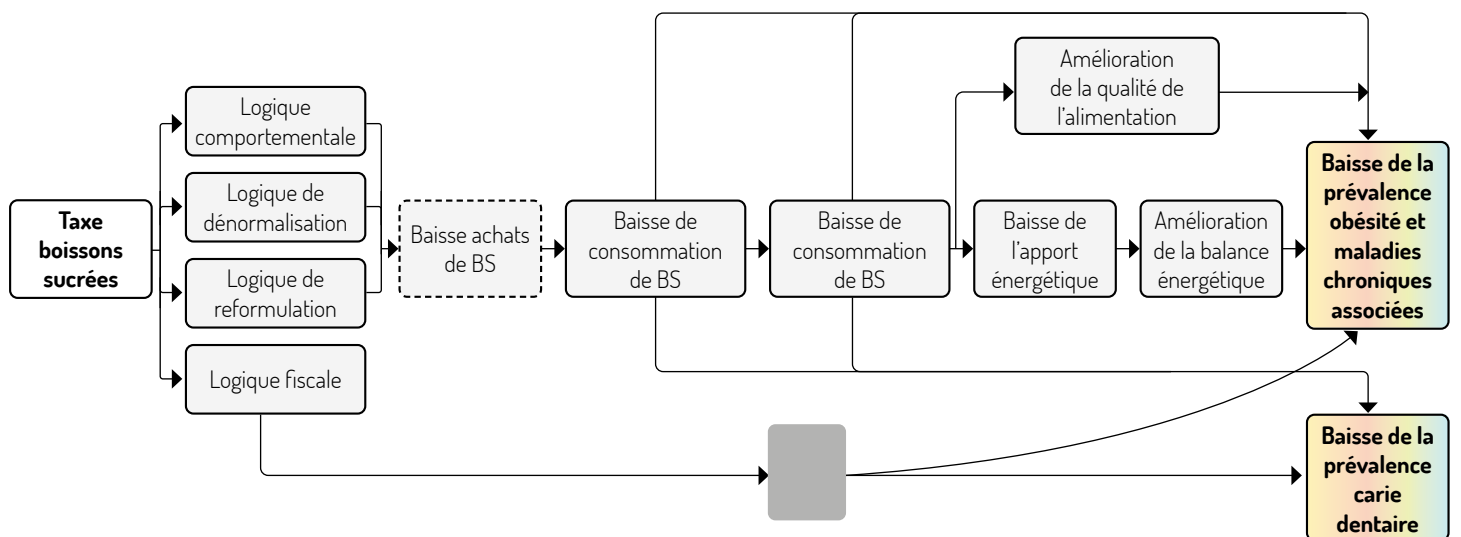 Taxe
boissons
sucrées
Logique
comportementale
Logique de
dénormalisation
Logique de
reformulation
Logique fiscale
Baisse achats
de BS
Baisse de
consommation
de BS
Baisse de
consommation
de BS
Amélioration
de la qualité de
l'alimentation
Baisse de
l'apport
énergétique
Amélioration
de la balance
énergétique
Baisse de la
prévalence
obésité et
maladies
chroniques
associées
Baisse de la
prévalence
carie
dentaire